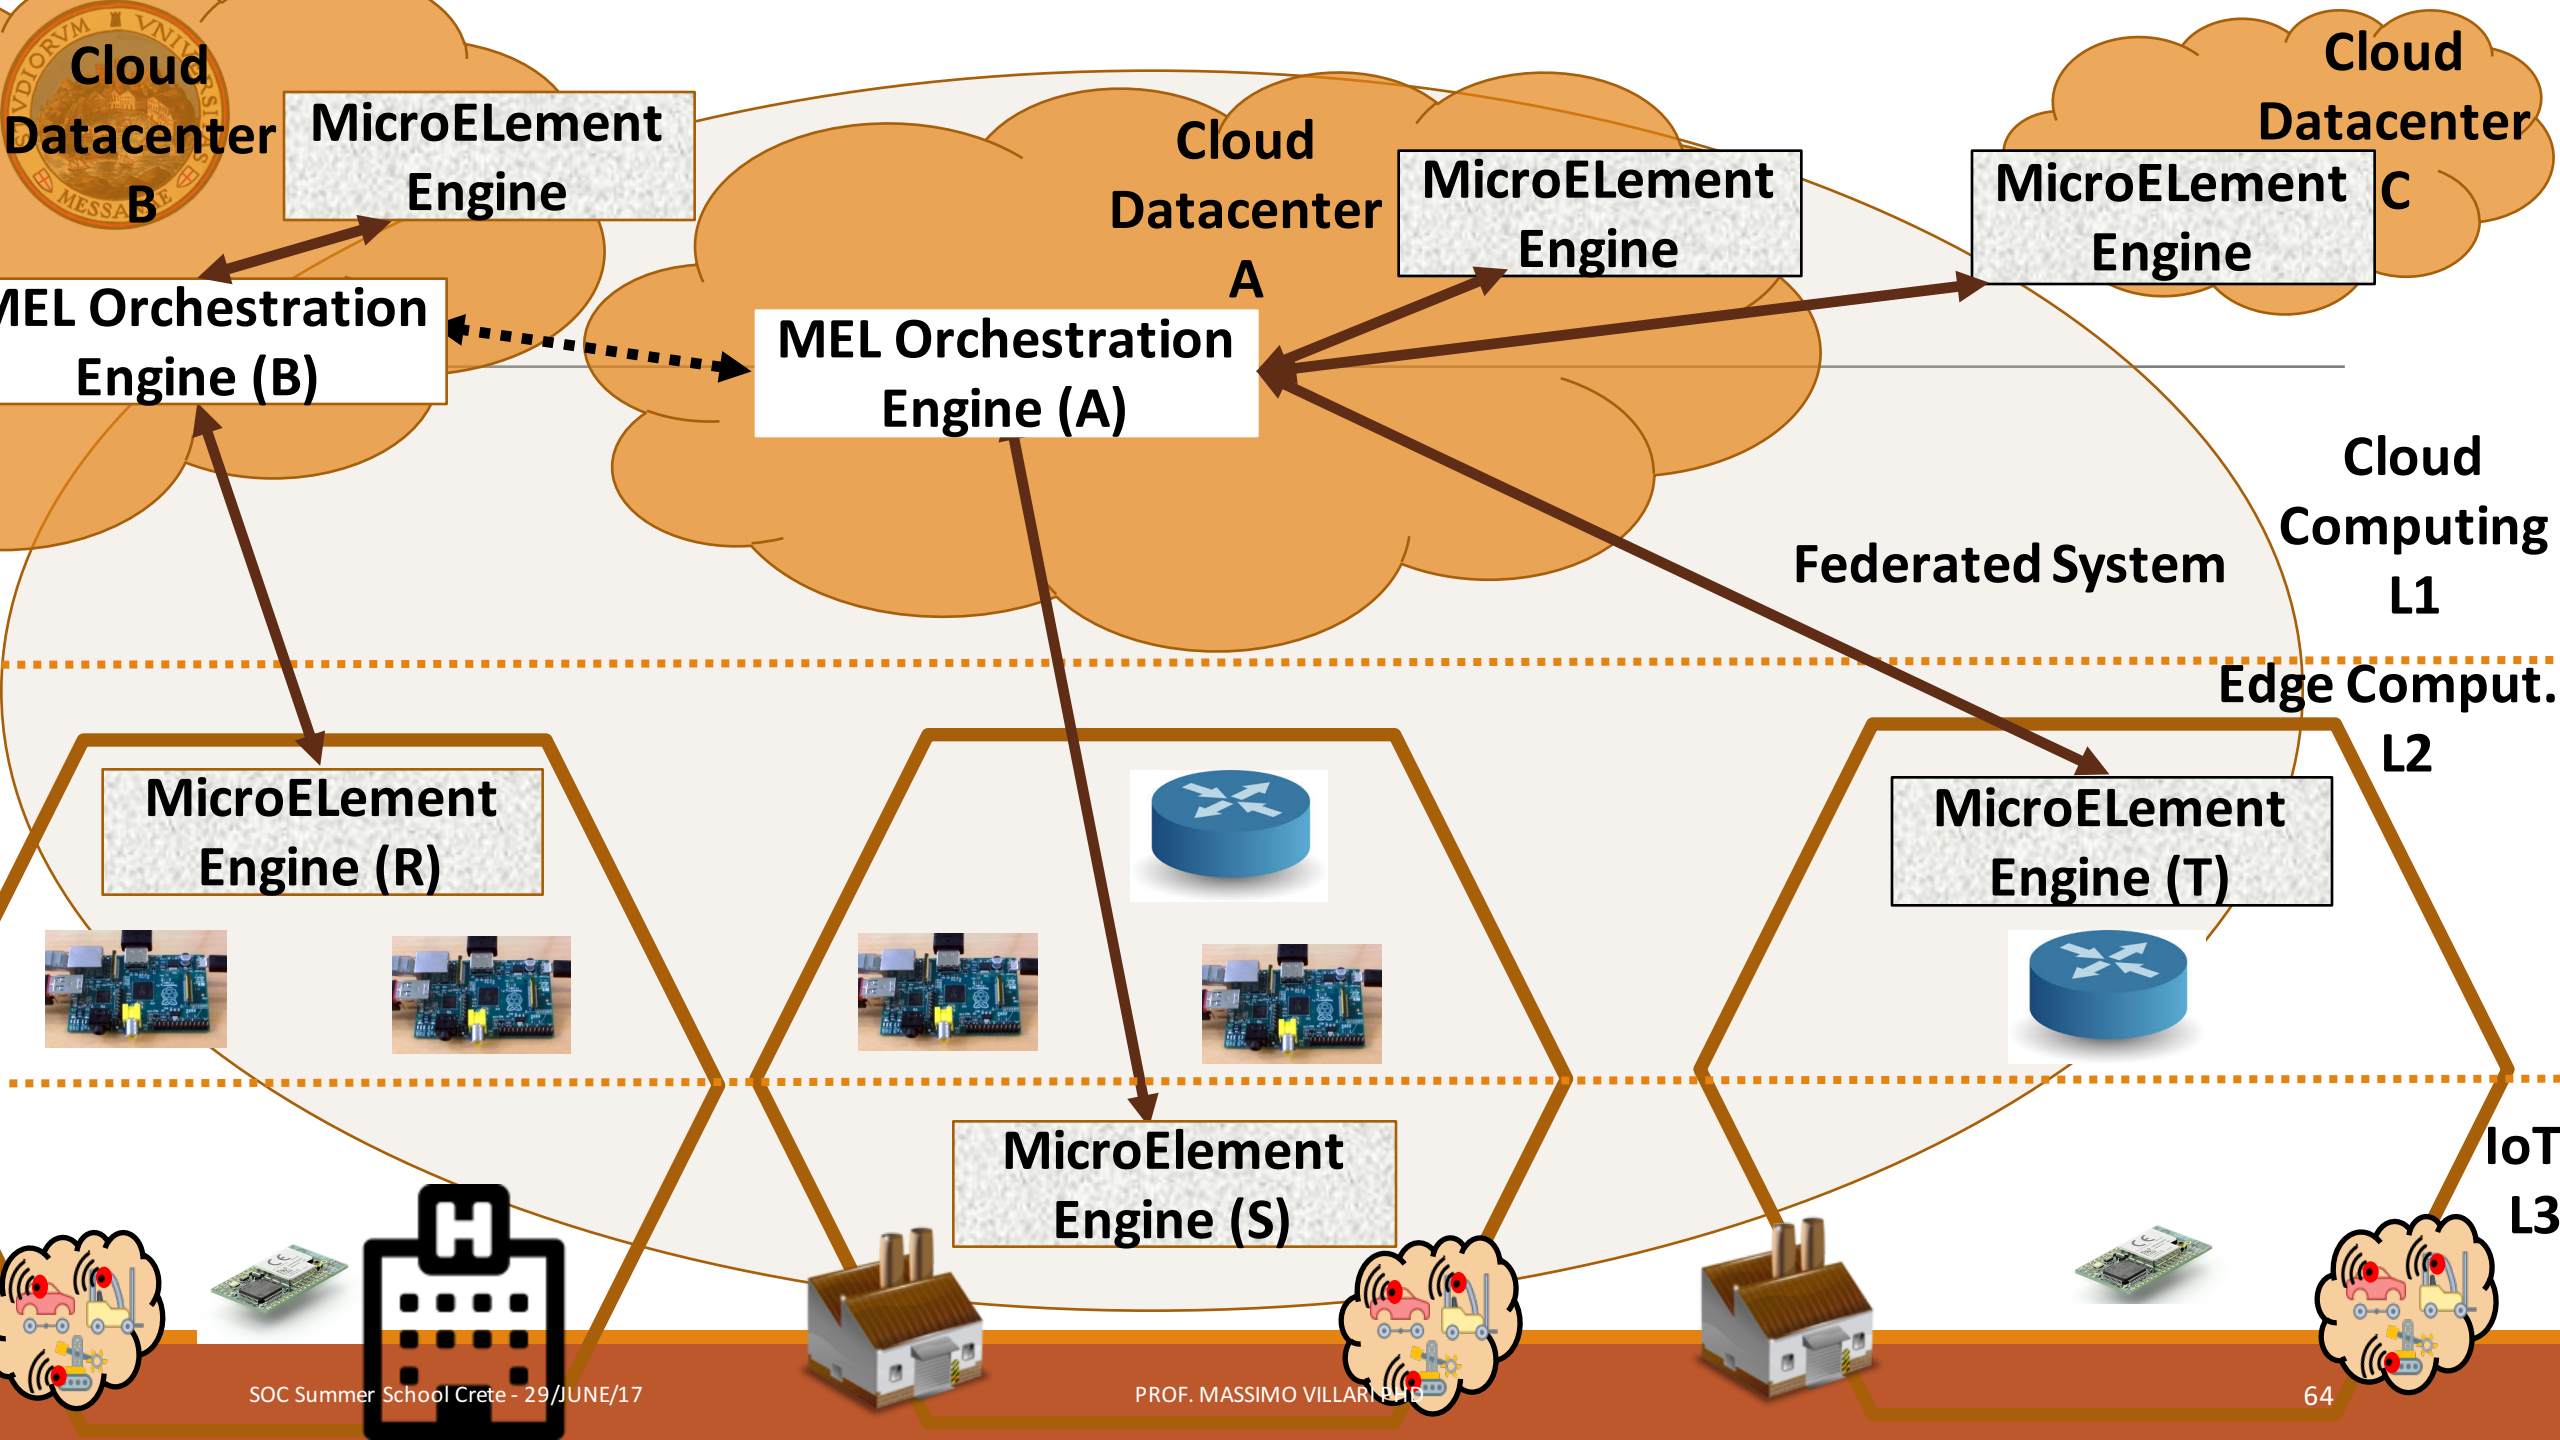 Cloud
Datacenter
B
MicroELement
Engine
MEL Orchestration
Engine (B)
Cloud
Datacenter
A
MicroELement
Engine
MEL Orchestration
Engine (A)
Cloud
Datacenter
C
MicroELement
Engine
Federated System
Cloud
Computing
L1
Edge Comput.
L2
MicroELement
Engine (R)
MicroELement
Engine (T)
MicroElement
Engine (S)
IoT
L3
H
SOC Summer School Crete - 29/JUNE/17
PROF. MASSIMO VILLARI PHD
64